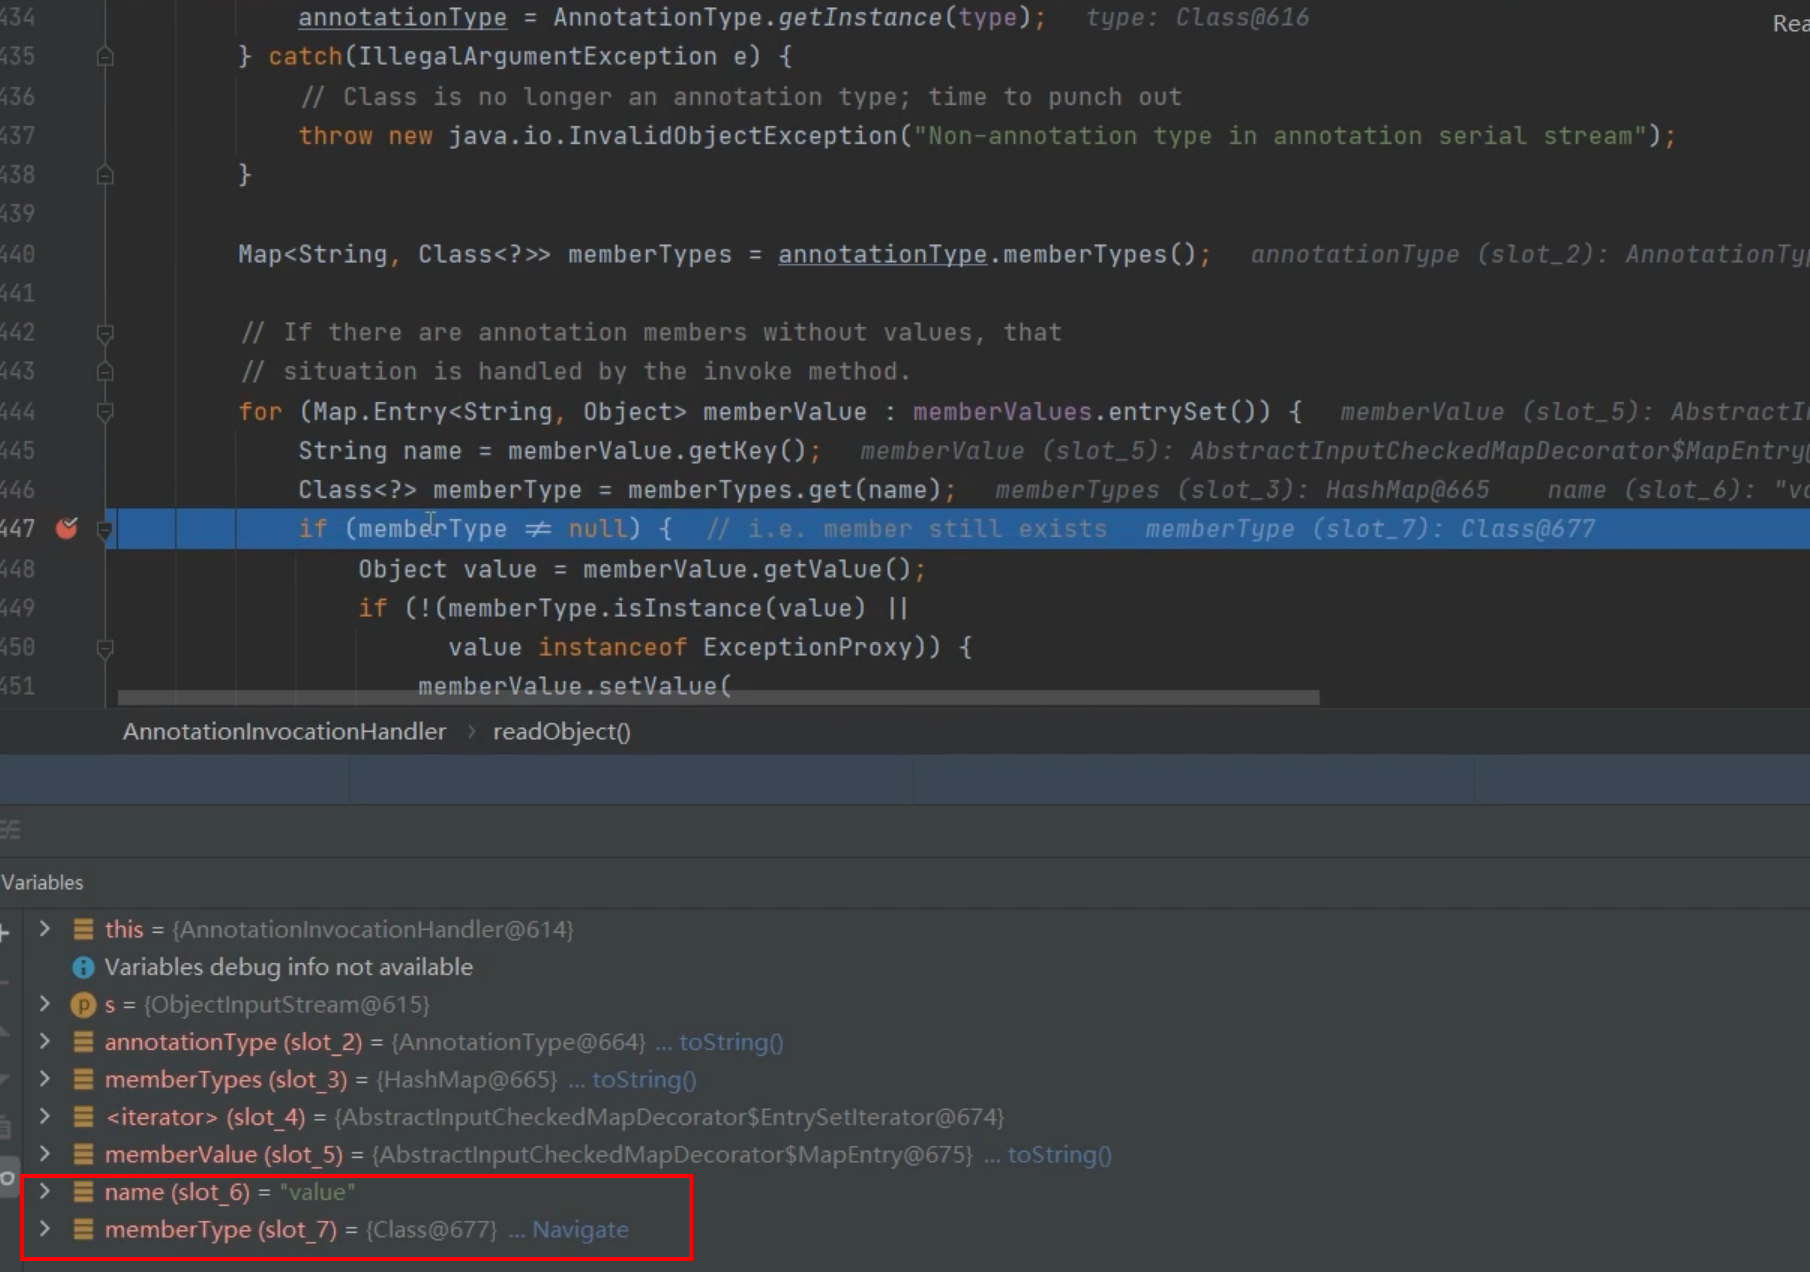 434 annotationType = AnnotationType.getInstance(type); type: Class@616
Rea
435 } catch(IllegalArgumentException e) {
436 // Class is no longer an annotation type; time to punch out
437 throw new java.io.InvalidObjectException("Non-annotation type in annotation serial stream");
438 }
439
440 Map<String, Class<?>> memberTypes = annotationType.memberTypes(); annotationType (slot_2): AnnotationTyp
441
442 // If there are annotation members without values, that
443 // situation is handled by the invoke method.
444 for (Map.Entry<String, Object> memberValue : memberValues.entrySet()) { memberValue (slot_5): AbstractIn
445 String name = memberValue.getKey(); memberValue (slot_5): AbstractInputCheckedMapDecorator$MapEntry@
446 Class<?> memberType = memberTypes.get(name); memberTypes (slot_3): HashMap@665 name (slot_6): "va
447 if (memberType ≠ null) { // i.e. member still exists memberType (slot_7): Class@677
448 Object value = memberValue.getValue();
449 if (!(memberType.isInstance(value) ||
450 value instanceof ExceptionProxy)) {
451 memberValue.setValue(
AnnotationInvocationHandler › readObject()
Variables
this = {AnnotationInvocationHandler@614}
Variables debug info not available
p s = {ObjectInputStream@615}
annotationType (slot_2) = {AnnotationType@664} ... toString()
memberTypes (slot_3) = {HashMap@665} ... toString()
<iterator> (slot_4) = {AbstractInputCheckedMapDecorator$EntrySetIterator@674}
memberValue (slot_5) = {AbstractInputCheckedMapDecorator$MapEntry@675} ... toString()
name (slot_6) = "value"
memberType (slot_7) = {Class@677} ... Navigate